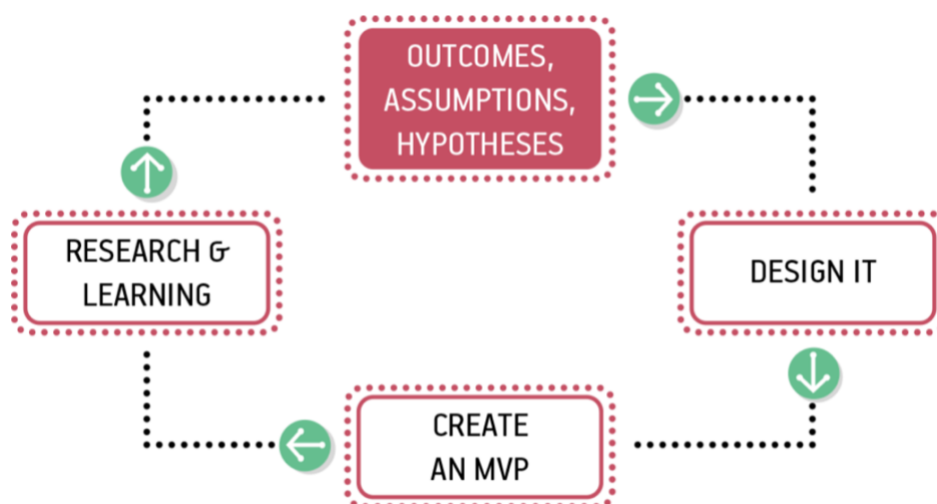 OUTCOMES,
ASSUMPTIONS,
HYPOTHESES
RESEARCH &
LEARNING
DESIGN IT
CREATE
AN MVP